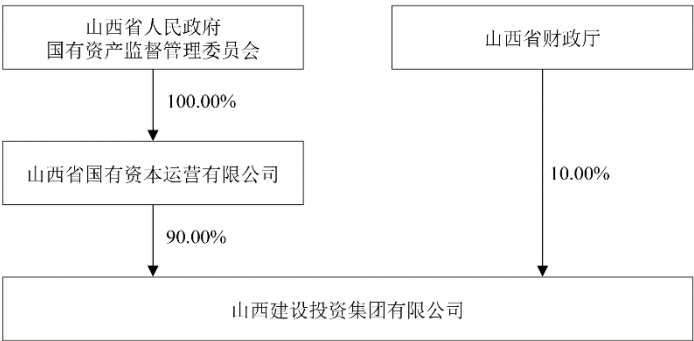 山西省人民政府
国有资产监督管理委员会
山西省财政厅
100.00%
山西省国有资本运营有限公司
10.00%
90.00%
山西建设投资集团有限公司